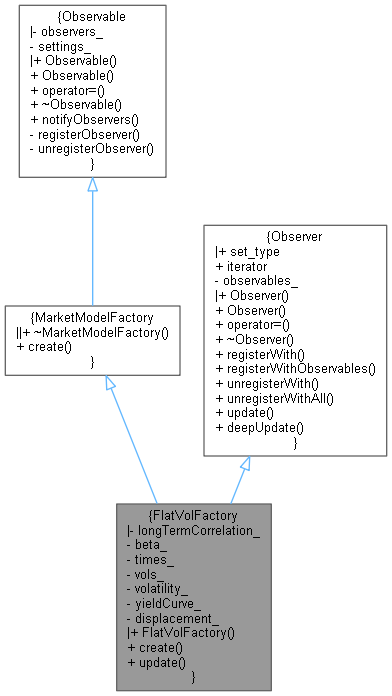 {Observable
|- observers_
- settings_
|+ Observable()
+ Observable()
+ operator=()
+ ~Observable()
+ notifyObservers()
- registerObserver()
- unregisterObserver()
}
{Observer
|+ set_type
+ iterator
- observables_
|+ Observer()
+ Observer()
+ operator=()
+ ~Observer()
+ registerWith()
+ registerWithObservables()
+ unregisterWith()
+ unregisterWithAll()
+ update()
+ deepUpdate()
}
{MarketModelFactory
||+ ~MarketModelFactory()
+ create()
}
{FlatVolFactory
|- longTermCorrelation_
- beta_
- times_
- vols_
- volatility_
- yieldCurve_
- displacement_
|+ FlatVolFactory()
+ create()
+ update()
}